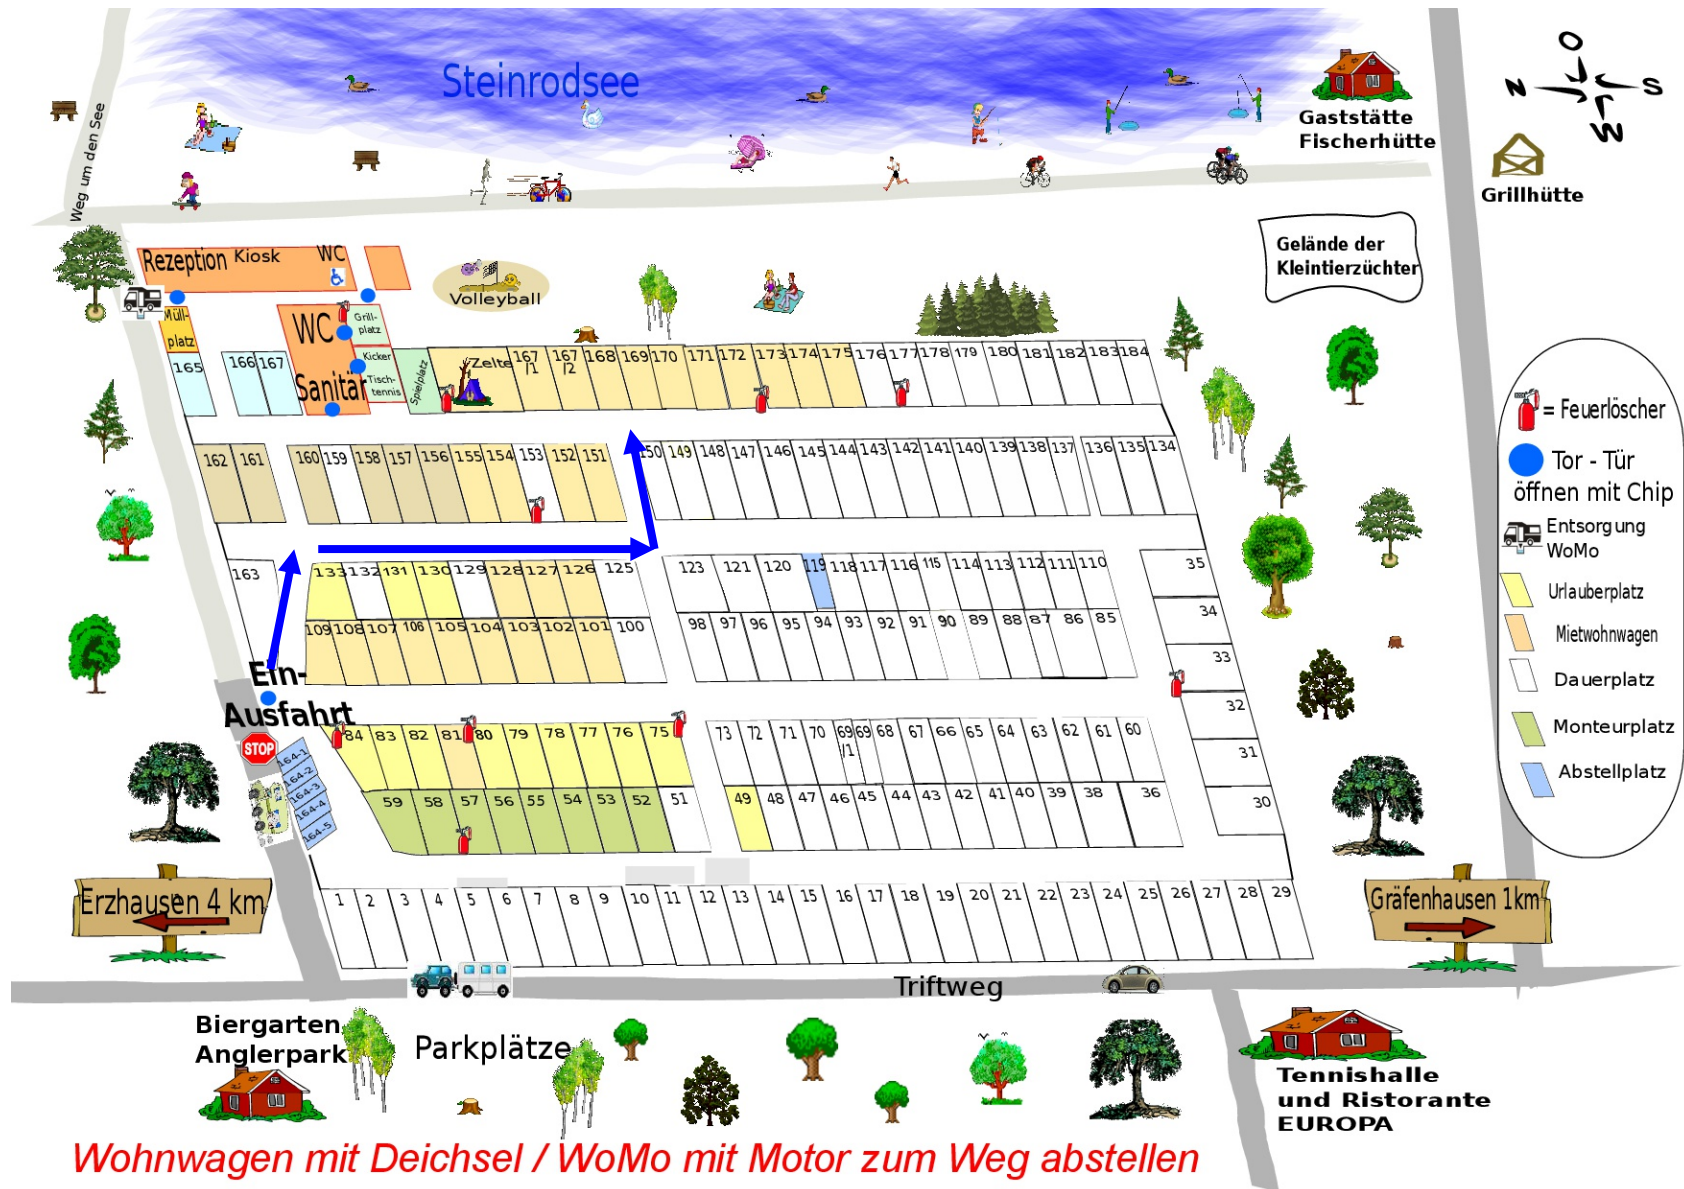 Steinrodsee
Weg um den See
Gaststätte
Fischerhütte
O
N
S
W
Grillhütte
Gelände der
Kleintierzüchter
Rezeption Kiosk WC
Volleyball
Müll-
platz
WC
Sanitär
Grill-
platz
Kicker
Tisch-
tennis
Spielplatz
Zelte
165 166 167
167
/1
167
/2
168 169 170 171 172 173 174 175 176 177 178 179 180 181 182 183 184
162 161 160 159 158 157 156 155 154 153 152 151
150 149 148 147 146 145 144 143 142 141 140 139 138 137 136 135 134
163
133 132 131 130 129 128 127 126 125
123 121 120 119 118 117 116 115 114 113 112 111 110
109 108 107 106 105 104 103 102 101 100
98 97 96 95 94 93 92 91 90 89 88 87 86 85
35
34
33
32
31
30
Ein-
Ausfahrt
STOP
164-1
164-2
164-3
164-4
164-5
84 83 82 81 80 79 78 77 76 75
73 72 71 70 69
/1
69 68 67 66 65 64 63 62 61 60
59 58 57 56 55 54 53 52 51
49 48 47 46 45 44 43 42 41 40 39 38 36
1 2 3 4 5 6 7 8 9 10 11 12 13 14 15 16 17 18 19 20 21 22 23 24 25 26 27 28 29
= Feuerlöscher
Tor - Tür
öffnen mit Chip
Entsorgung
WoMo
Urlauberplatz
Mietwohnwagen
Dauerplatz
Monteurplatz
Abstellplatz
Erzhausen 4 km
Gräfenhausen 1km
Triftweg
Biergarten
Anglerpark
Parkplätze
Tennishalle
und Ristorante
EUROPA
Wohnwagen mit Deichsel / WoMo mit Motor zum Weg abstellen